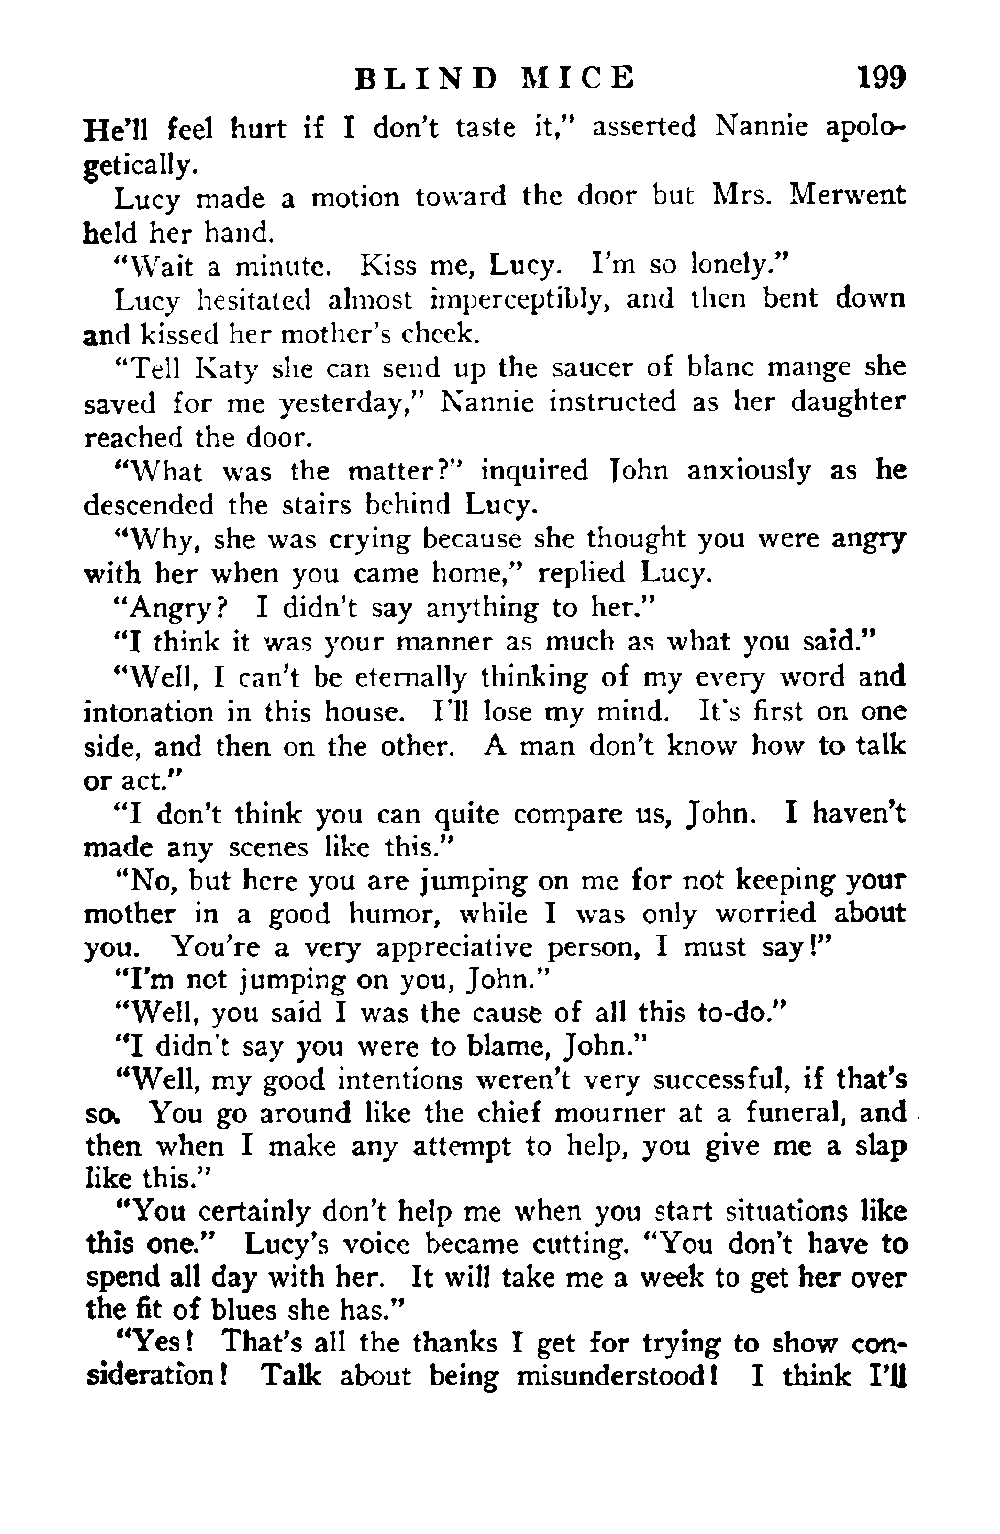 BLIND MICE 199
He'll feel hurt if I don't taste it," asserted Nannie apolo-
getically.
Lucy made a motion toward the door but Mrs. Merwent
held her hand.
"Wait a minute. Kiss me, Lucy. I'm so lonely."
Lucy hesitated almost imperceptibly, and then bent down
and kissed her mother's cheek.
"Tell Katy she can send up the saucer of blanc mange she
saved for me yesterday," Nannie instructed as her daughter
reached the door.
"What was the matter?" inquired John anxiously as he
descended the stairs behind Lucy.
"Why, she was crying because she thought you were angry
with her when you came home," replied Lucy.
"Angry? I didn't say anything to her."
"I think it was your manner as much as what you said."
"Well, I can't be eternally thinking of my every word and
intonation in this house. I'll lose my mind. It's first on one
side, and then on the other. A man don't know how to talk
or act."
"I don't think you can quite compare us, John. I haven't
made any scenes like this."
"No, but here you are jumping on me for not keeping your
mother in a good humor, while I was only worried about
you. You're a very appreciative person, I must say!"
"I'm not jumping on you, John."
"Well, you said I was the cause of all this to-do."
"I didn't say you were to blame, John."
"Well, my good intentions weren't very successful, if that's
so. You go around like the chief mourner at a funeral, and
then when I make any attempt to help, you give me a slap
like this."
"You certainly don't help me when you start situations like
this one." Lucy's voice became cutting. "You don't have to
spend all day with her. It will take me a week to get her over
the fit of blues she has."
"Yes! That's all the thanks I get for trying to show con-
sideration! Talk about being misunderstood! I think I'll